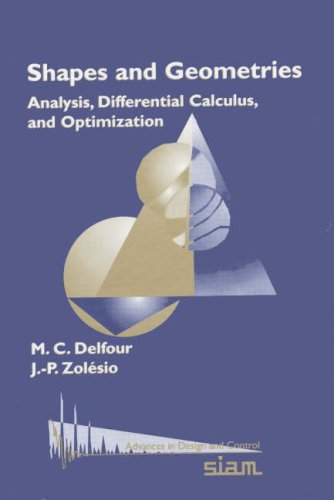 Shapes and Geometries
Analysis, Differential Calculus,
and Optimization
M. C. Delfour
J.-P. Zolésio
Advances in Design and Control
siam